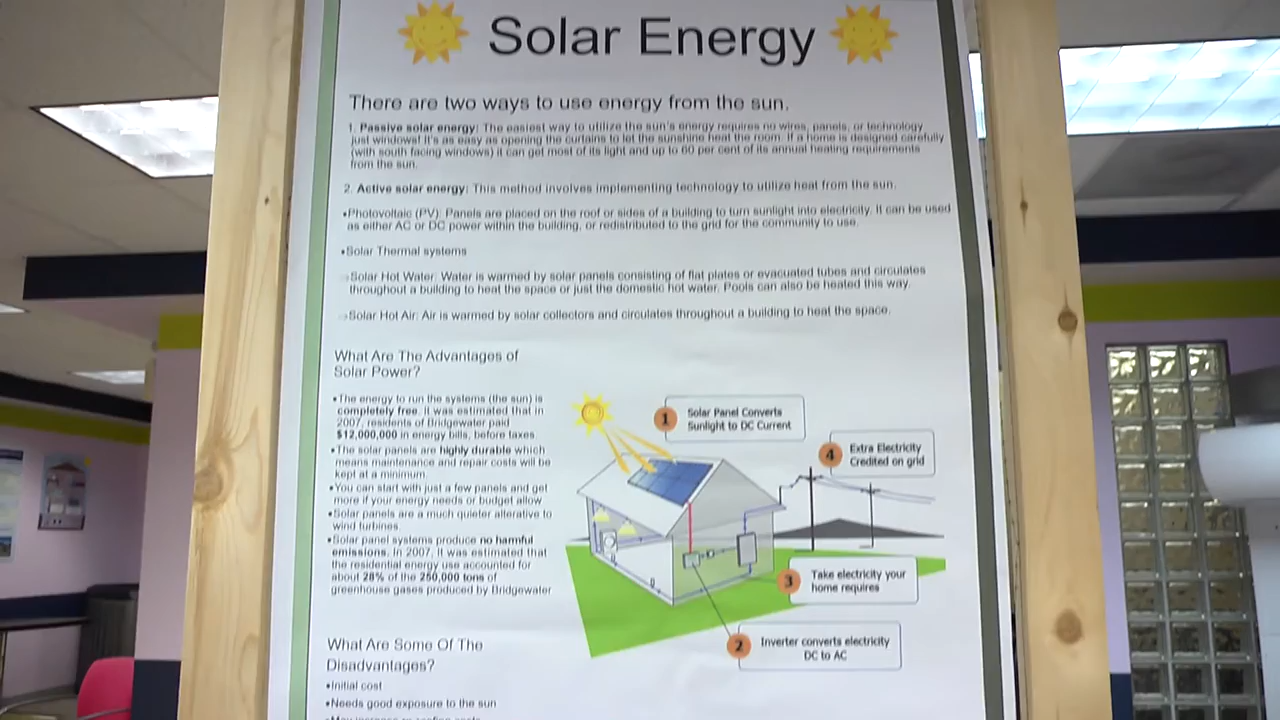 Solar Energy
There are two ways to use energy from the sun.
1. Passive solar energy: The easiest way to utilize the sun's energy requires no wires, panels, or technology
just windows! It's as easy as opening the curtains to let the sunshine heat the room. If a home is designed carefully
(with south facing windows) it can get most of its light and up to 60 per cent of its annual heating requirements
from the sun.
2. Active solar energy: This method involves implementing technology to utilize heat from the sun.
•Photovoltaic (PV): Panels are placed on the roof or sides of a building to turn sunlight into electricity. It can be used
as either AC or DC power within the building, or redistributed to the grid for the community to use.
•Solar Thermal systems
Solar Hot Water: Water is warmed by solar panels consisting of flat plates or evacuated tubes and circulates
throughout a building to heat the space or just the domestic hot water. Pools can also be heated this way.
Solar Hot Air: Air is warmed by solar collectors and circulates throughout a building to heat the space.
What Are The Advantages of
Solar Power?
•The energy to run the systems (the sun) is
completely free. It was estimated that in
2007, residents of Bridgewater paid
$12,000,000 in energy bills, before taxes
•The solar panels are highly durable which
means maintenance and repair costs will be
kept at a minimum.
•You can start with just a few panels and get
more if your energy needs or budget allow
•Solar panels are a much quieter alterative to
wind turbines.
•Solar panel systems produce no harmful
emissions. In 2007, it was estimated that
the residential energy use accounted for
about 28% of the 250,000 tons of
greenhouse gases produced by Bridgewater
1 Solar Panel Converts
Sunlight to DC Current
4 Extra Electricity
Credited on grid
3 Take electricity your
home requires
2 Inverter converts electricity
DC to AC
What Are Some Of The
Disadvantages?
•Initial cost
•Needs good exposure to the sun